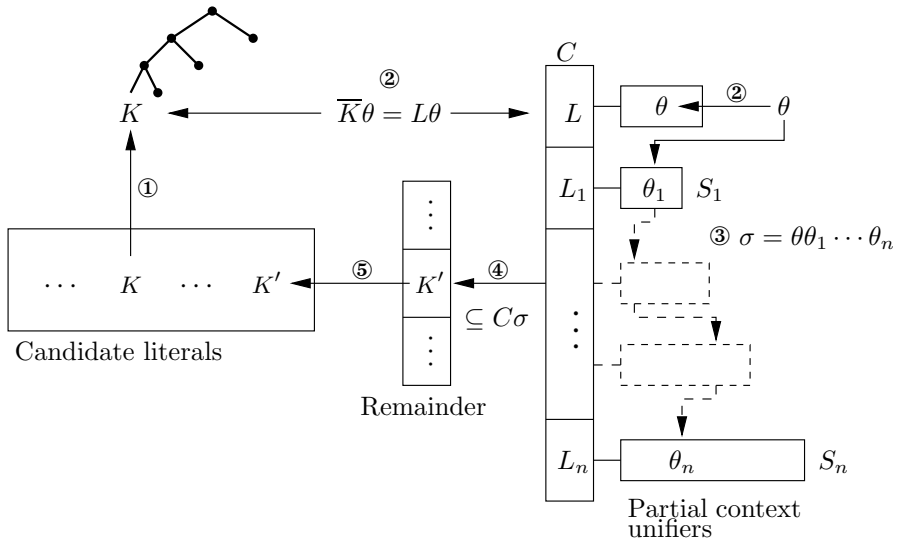 C
②
K
K̅θ = Lθ
L
θ
②
θ
①
L₁
θ₁
S₁
⋮
③ σ = θθ₁ ⋯ θₙ
⋯ K ⋯ K′
⑤
K′
④
⊆ Cσ
⋮
⋮
Candidate literals
Remainder
Lₙ
θₙ
Sₙ
Partial context
unifiers